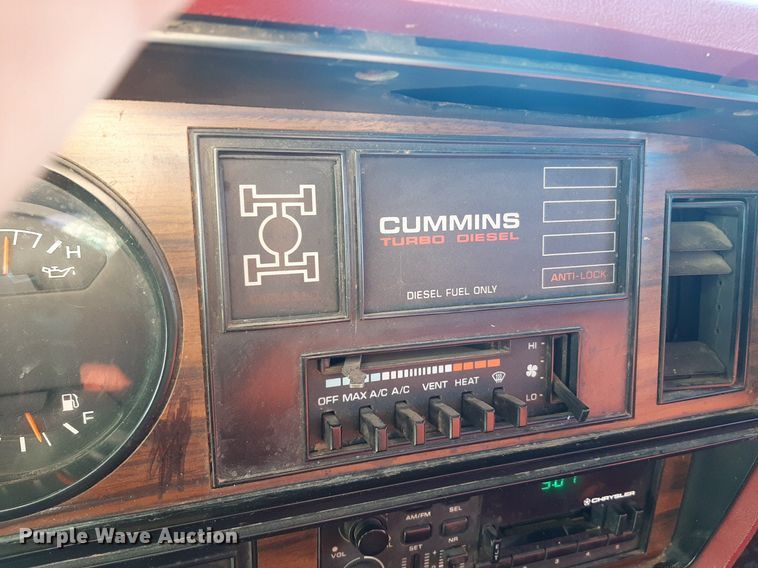 H
CUMMINS
TURBO DIESEL
ANTI-LOCK
DIESEL FUEL ONLY
HI
OFF MAX A/C A/C VENT HEAT
LO
F
CHRYSLER
AM/FM SEL
VOL
SET NR
Purple Wave Auction